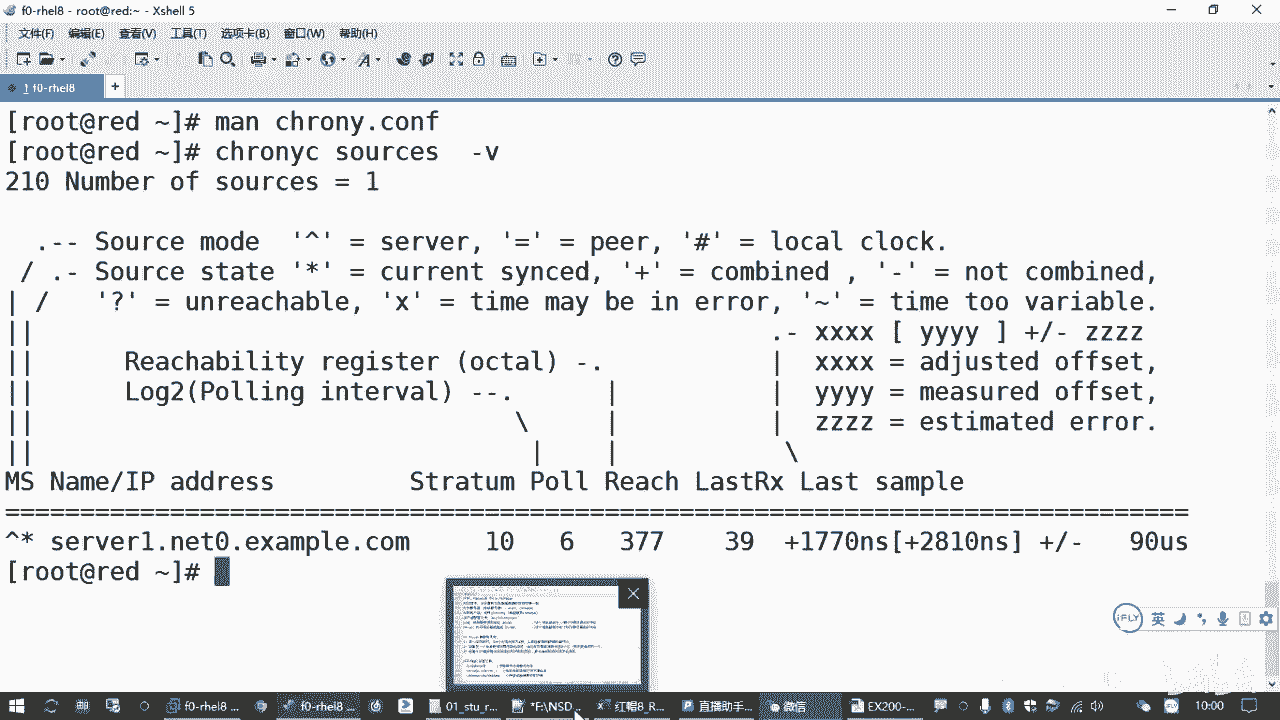 f0-rhel8 - root@red:~ - Xshell 5
文件(F) 编辑(E) 查看(V) 工具(T) 选项卡(B) 窗口(W) 帮助(H)
1 f0-rhel8
[root@red ~]# man chrony.conf
[root@red ~]# chronyc sources  -v
210 Number of sources = 1
  .-- Source mode  '^' = server, '=' = peer, '#' = local clock.
 / .- Source state '*' = current synced, '+' = combined , '-' = not combined,
| /   '?' = unreachable, 'x' = time may be in error, '~' = time too variable.
||                                                 .- xxxx [ yyyy ] +/- zzzz
||      Reachability register (octal) -.           |  xxxx = adjusted offset,
||      Log2(Polling interval) --.      |          |  yyyy = measured offset,
||                                \     |          |  zzzz = estimated error.
||                                 |    |           \
MS Name/IP address         Stratum Poll Reach LastRx Last sample
===============================================================================
^* server1.net0.example.com     10   6   377    39  +1770ns[+2810ns] +/-   90us
[root@red ~]#
iFLY 英
f0-rhel8 ... f0-rhel8 ... 01_stu_r... *F:\NSD... 红帽8_R... 直播助手... 微信 EX200-... 10:00